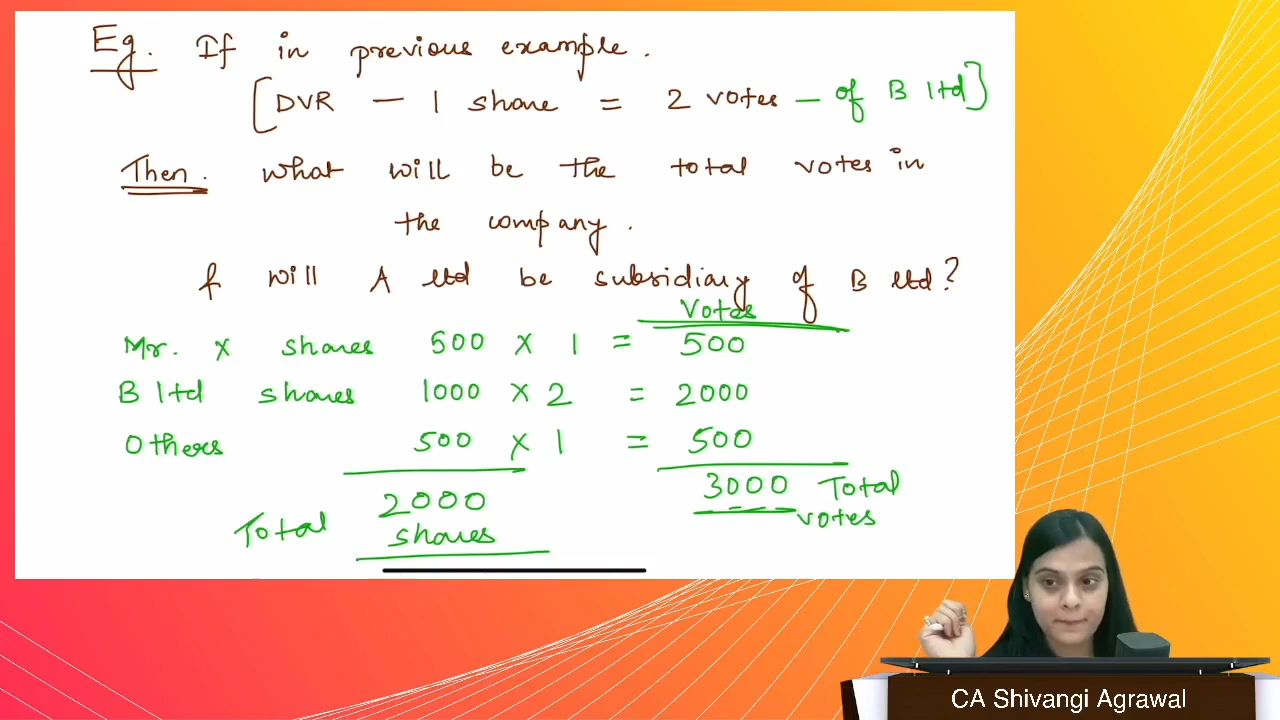 Eg. If in previous example.
[DVR – 1 share = 2 votes – of B ltd]
Then. what will be the total votes in
the company.
& will A ltd be subsidiary of B ltd?
Votes
Mr. X shares 500 X 1 = 500
B ltd shares 1000 X 2 = 2000
Others 500 X 1 = 500
2000 3000 Total
Total shares votes
CA Shivangi Agrawal